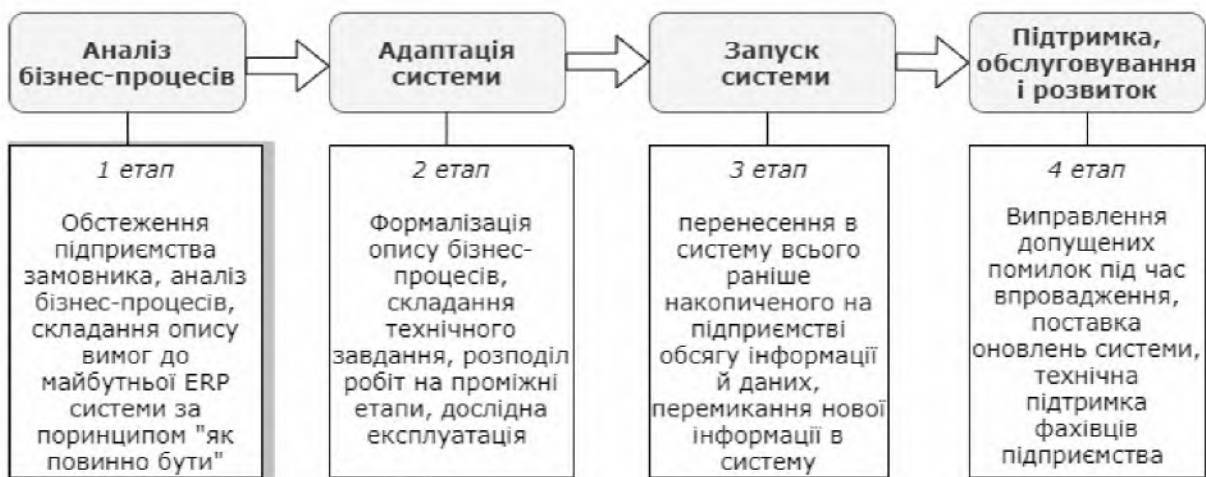 Аналіз
бізнес-процесів
Адаптація
системи
Запуск
системи
Підтримка,
обслуговування
і розвиток
1 етап
Обстеження
підприємства
замовника, аналіз
бізнес-процесів,
складання опису
вимог до
майбутньої ERP
системи за
поринципом "як
повинно бути"
2 етап
Формалізація
опису бізнес-
процесів,
складання
технічного
завдання, розподіл
робіт на проміжні
етапи, дослідна
експлуатація
3 етап
перенесення в
систему всього
раніше
накопиченого на
підприємстві
обсягу інформації
й даних,
перемикання нової
інформації в
систему
4 етап
Виправлення
допущених
помилок під час
впровадження,
поставка
оновлень системи,
технічна
підтримка
фахівців
підприємства